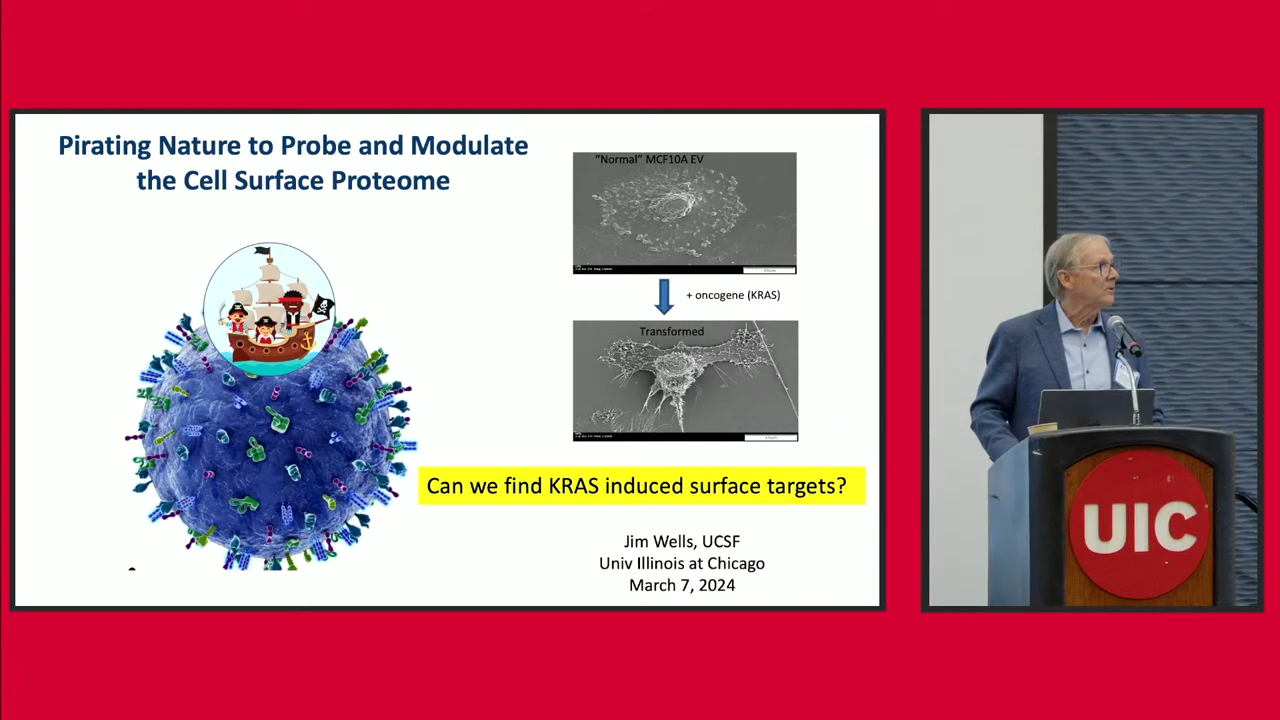 Pirating Nature to Probe and Modulate
the Cell Surface Proteome
"Normal" MCF10A EV
+ oncogene (KRAS)
Transformed
Can we find KRAS induced surface targets?
Jim Wells, UCSF
Univ Illinois at Chicago
March 7, 2024
UIC